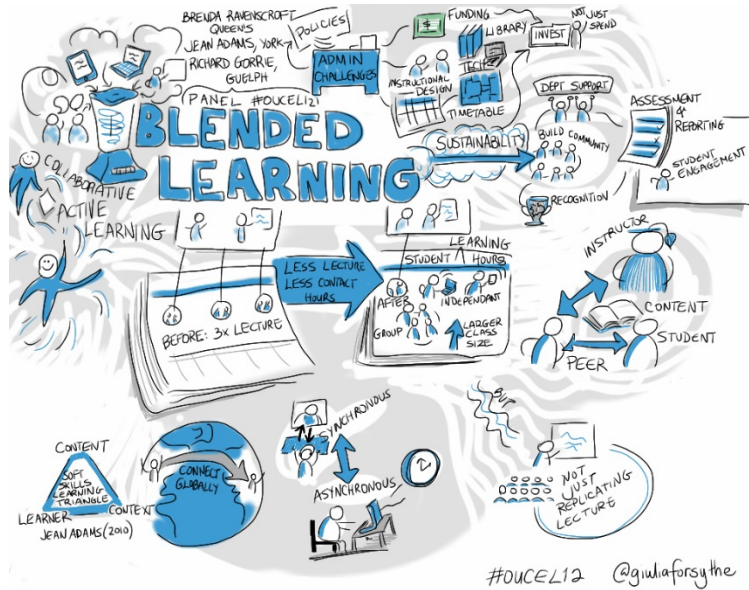 BRENDA RAVENSCROFT
QUEEN'S
JEAN ADAMS, YORK
RICHARD GORRIE,
GUELPH
PANEL #OUCEL12)
POLICIES
ADMIN
CHALLENGES
FUNDING
$
LIBRARY
TECH
INSTRUCTIONAL
DESIGN
TIMETABLE
INVEST
NOT JUST
SPEND
BLENDED
LEARNING
SUSTAINABILITY
DEPT SUPPORT
BUILD COMMUNITY
RECOGNITION
ASSESSMENT
&
REPORTING
STUDENT
ENGAGEMENT
COLLABORATIVE
ACTIVE
LEARNING
BEFORE: 3x LECTURE
LESS LECTURE
LESS CONTACT
HOURS
LEARNING
STUDENT ^ HOURS
AFTER
INDEPENDANT
GROUP
LARGER
CLASS
SIZE
INSTRUCTOR
CONTENT
STUDENT
PEER
CONTENT
SOFT
SKILLS
LEARNING
TRIANGLE
LEARNER
CONTEXT
JEAN ADAMS (2010)
CONNECT
GLOBALLY
SYNCHRONOUS
ASYNCHRONOUS
BUT
NOT
JUST
REPLICATING
LECTURE
#OUCEL12 @giuliaforsythe